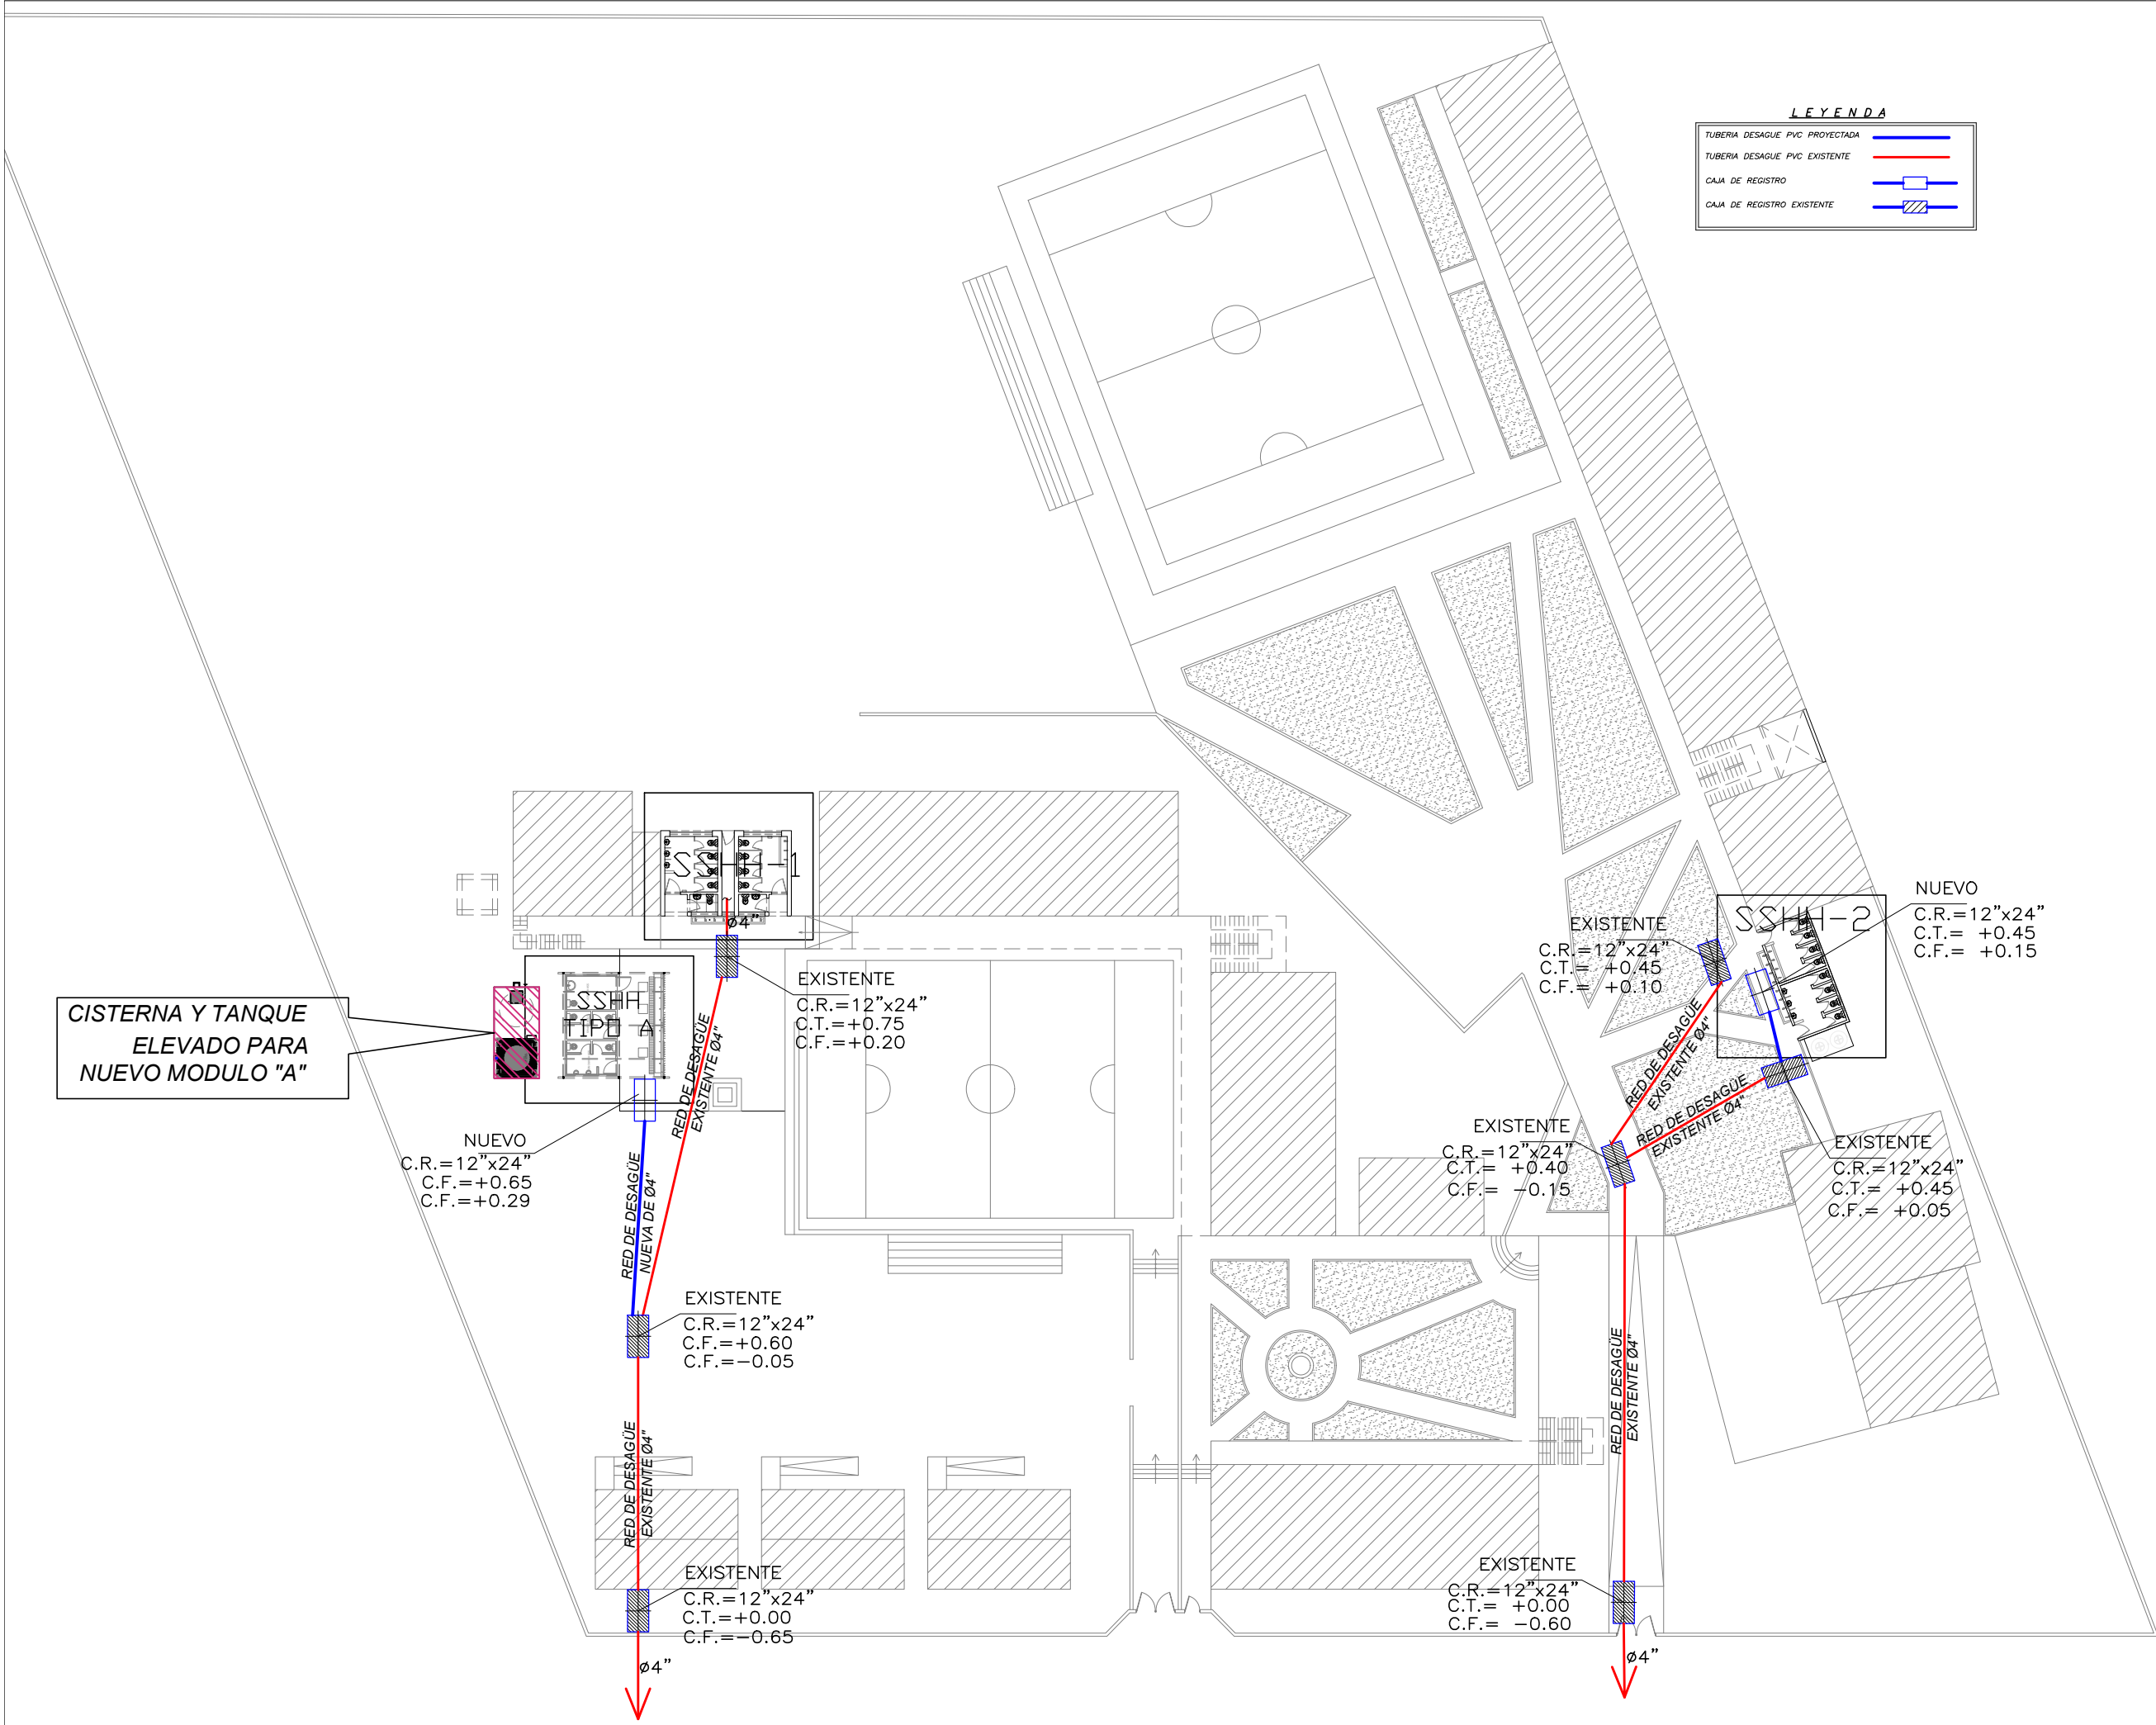 L E Y E N D A
TUBERIA DESAGUE PVC PROYECTADA
TUBERIA DESAGUE PVC EXISTENTE
CAJA DE REGISTRO
CAJA DE REGISTRO EXISTENTE
SSHH-1
ø4"
EXISTENTE
C.R.=12"x24"
C.T.=+0.75
C.F.=+0.20
SSHH
TIPO A
CISTERNA Y TANQUE
ELEVADO PARA
NUEVO MODULO "A"
NUEVO
C.R.=12"x24"
C.F.=+0.65
C.F.=+0.29
RED DE DESAGÜE
EXISTENTE Ø4"
RED DE DESAGÜE
NUEVA DE Ø4"
EXISTENTE
C.R.=12"x24"
C.F.=+0.60
C.F.=−0.05
RED DE DESAGÜE
EXISTENTE Ø4"
EXISTENTE
C.R.=12"x24"
C.T.=+0.00
C.F.=−0.65
ø4"
SSHH-2
NUEVO
C.R.=12"x24"
C.T.= +0.45
C.F.= +0.15
EXISTENTE
C.R.=12"x24"
C.T.= +0.45
C.F.= +0.10
RED DE DESAGÜE
EXISTENTE Ø4"
RED DE DESAGÜE
EXISTENTE Ø4"
EXISTENTE
C.R.=12"x24"
C.T.= +0.40
C.F.= −0.15
EXISTENTE
C.R.=12"x24"
C.T.= +0.45
C.F.= +0.05
RED DE DESAGÜE
EXISTENTE Ø4"
EXISTENTE
C.R.=12"x24"
C.T.= +0.00
C.F.= −0.60
ø4"